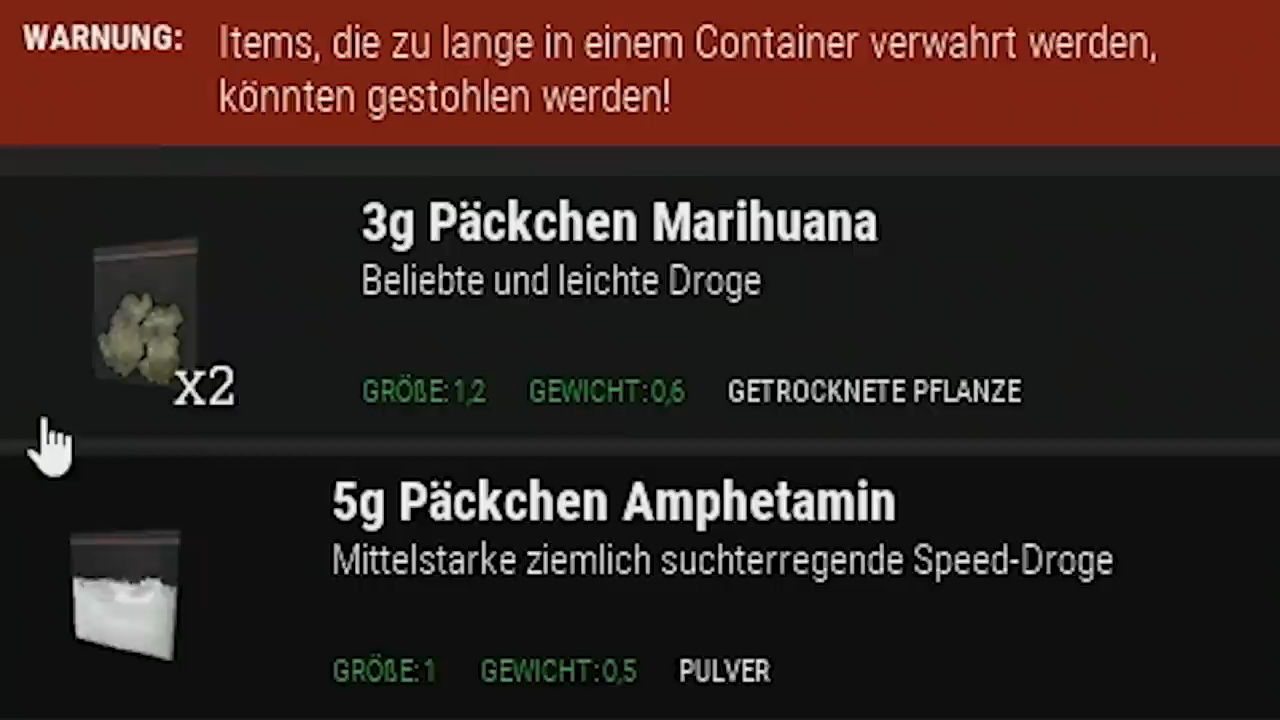 WARNUNG: Items, die zu lange in einem Container verwahrt werden,
könnten gestohlen werden!
3g Päckchen Marihuana
Beliebte und leichte Droge
x2
GRÖßE: 1,2 GEWICHT: 0,6 GETROCKNETE PFLANZE
5g Päckchen Amphetamin
Mittelstarke ziemlich suchterregende Speed-Droge
GRÖßE: 1 GEWICHT: 0,5 PULVER